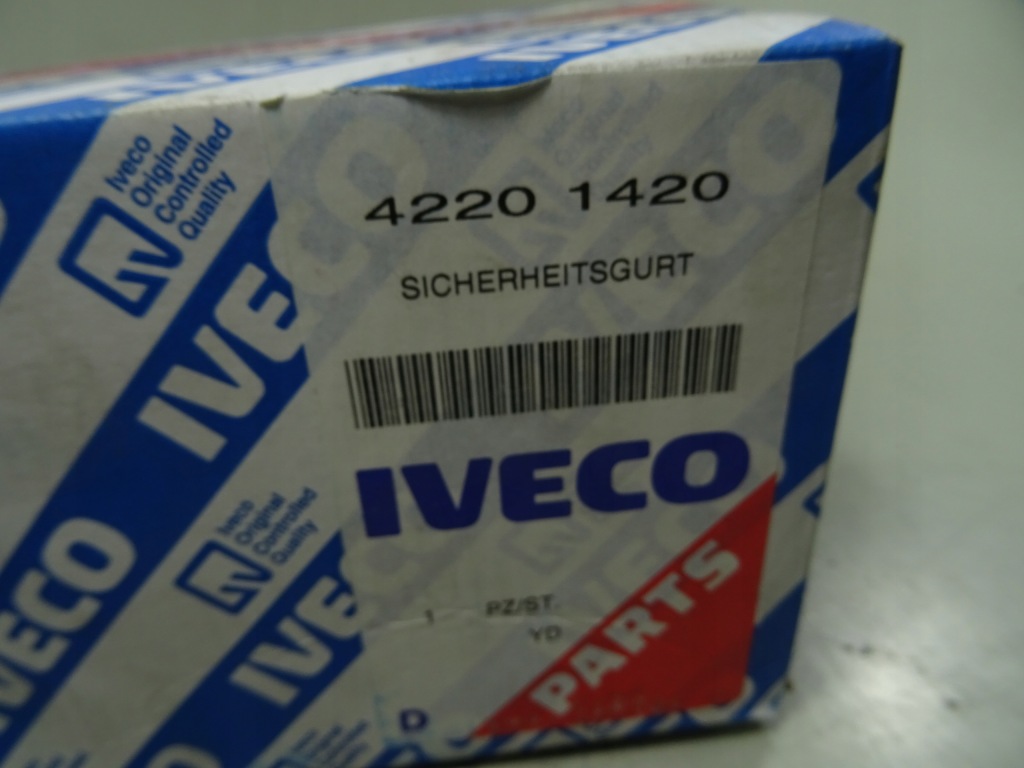 4220 1420
SICHERHEITSGURT
IVECO
1 PZ/ST
YD
PARTS
D
Iveco
Original
Controlled
Quality
IVECO
Iveco
Original
Controlled
Quality
IVECO
IVECO